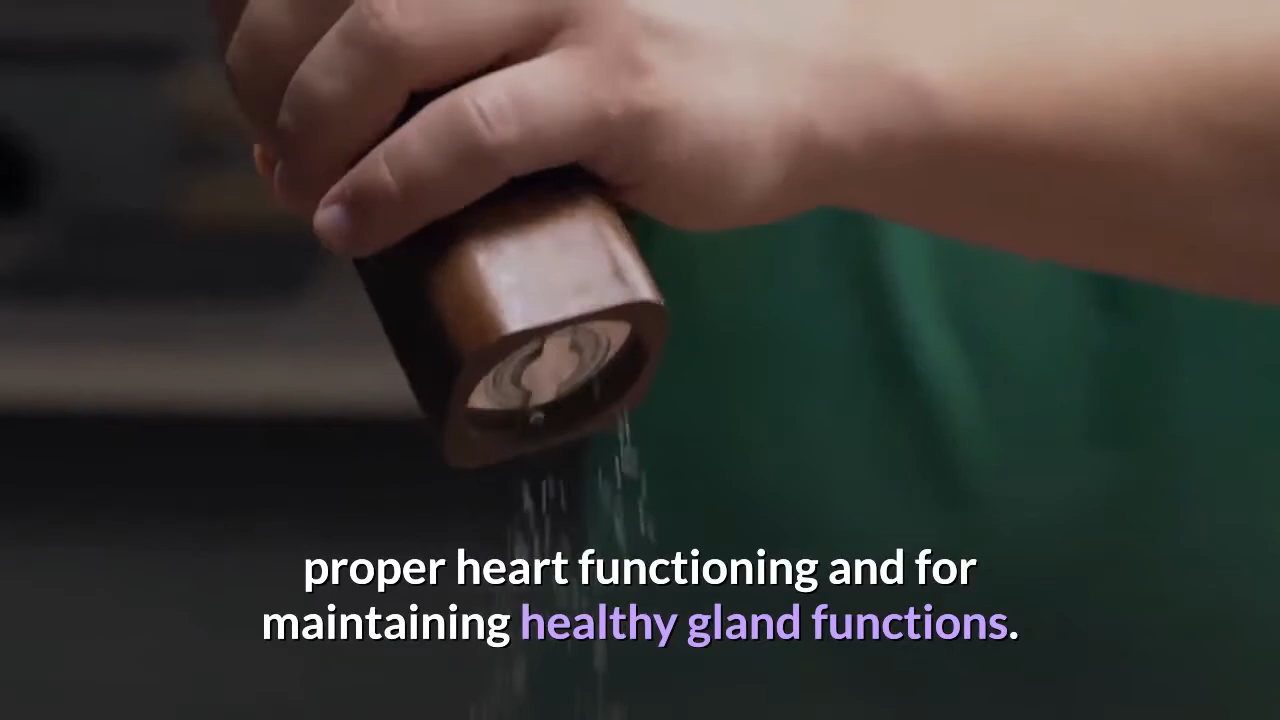 proper heart functioning and for
maintaining healthy gland functions.